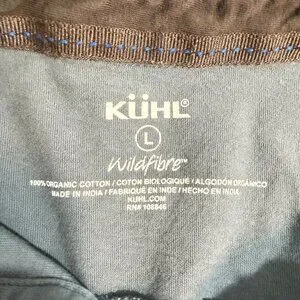 KÜHL®
L
Wildfibre™
100% ORGANIC COTTON / COTON BIOLOGIQUE / ALGODÓN ORGÁNICO
MADE IN INDIA / FABRIQUÉ EN INDE / HECHO EN INDIA
KUHL.COM
RN# 108846